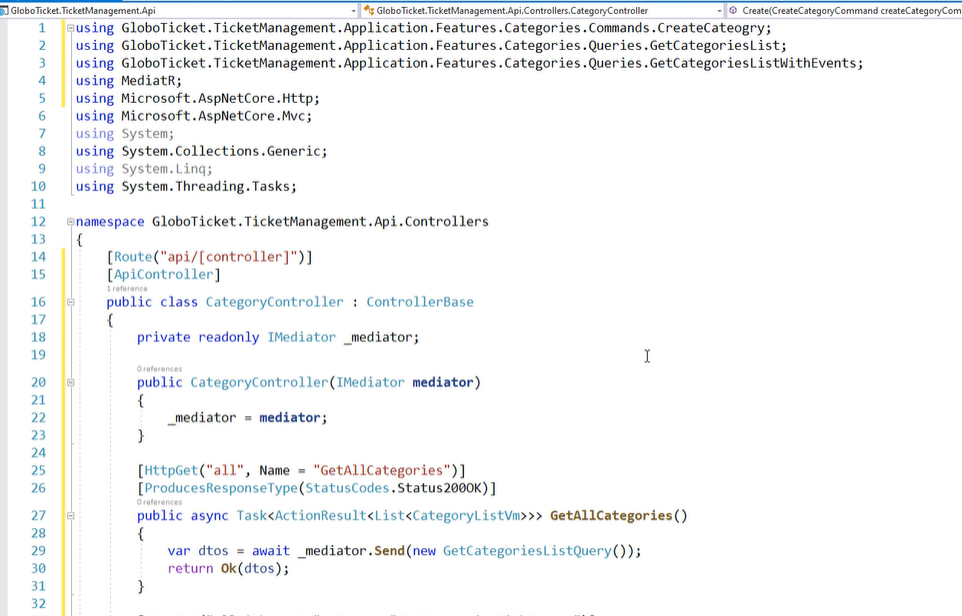 GloboTicket.TicketManagement.Api GloboTicket.TicketManagement.Api.Controllers.CategoryController Create(CreateCategoryCommand createCategoryCom
1 using GloboTicket.TicketManagement.Application.Features.Categories.Commands.CreateCateogry;
2 using GloboTicket.TicketManagement.Application.Features.Categories.Queries.GetCategoriesList;
3 using GloboTicket.TicketManagement.Application.Features.Categories.Queries.GetCategoriesListWithEvents;
4 using MediatR;
5 using Microsoft.AspNetCore.Http;
6 using Microsoft.AspNetCore.Mvc;
7 using System;
8 using System.Collections.Generic;
9 using System.Linq;
10 using System.Threading.Tasks;
11
12 namespace GloboTicket.TicketManagement.Api.Controllers
13 {
14 [Route("api/[controller]")]
15 [ApiController]
1 reference
16 public class CategoryController : ControllerBase
17 {
18 private readonly IMediator _mediator;
19
0 references
20 public CategoryController(IMediator mediator)
21 {
22 _mediator = mediator;
23 }
24
25 [HttpGet("all", Name = "GetAllCategories")]
26 [ProducesResponseType(StatusCodes.Status200OK)]
0 references
27 public async Task<ActionResult<List<CategoryListVm>>> GetAllCategories()
28 {
29 var dtos = await _mediator.Send(new GetCategoriesListQuery());
30 return Ok(dtos);
31 }
32